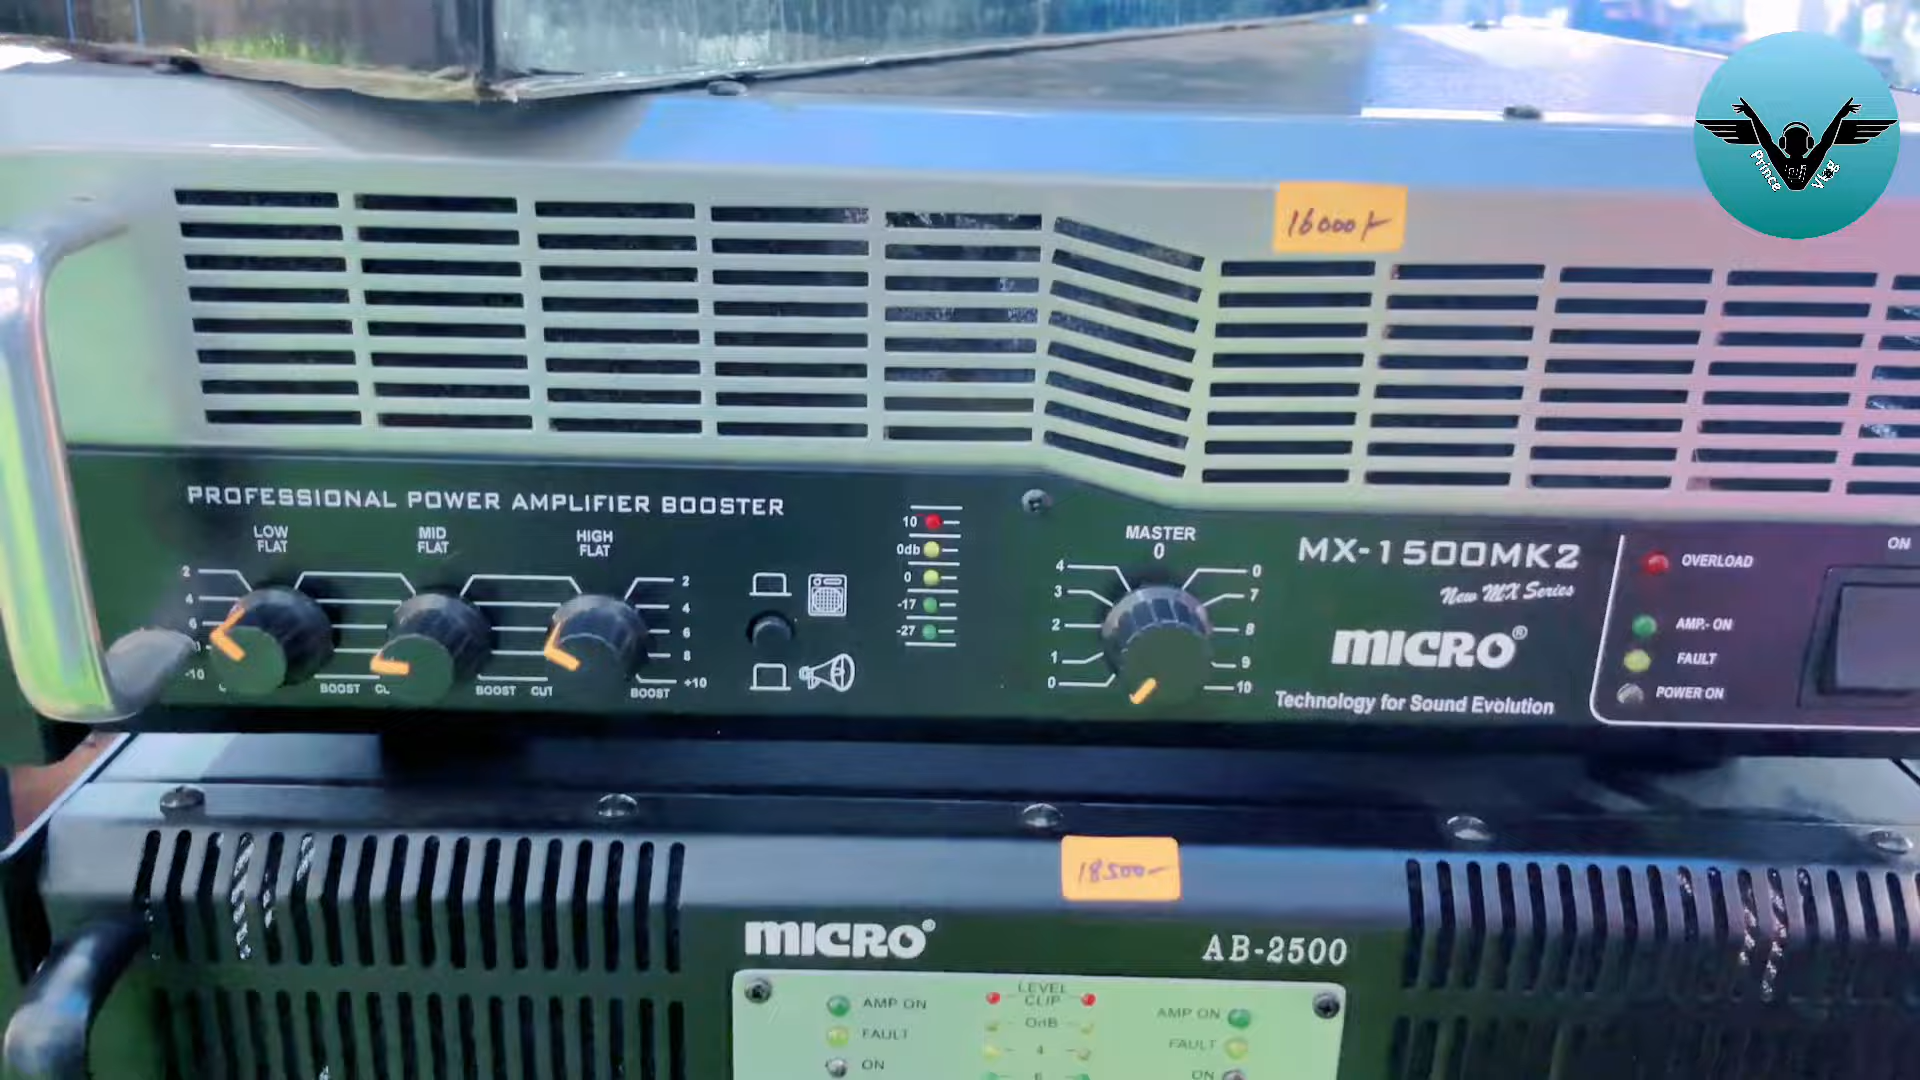 Prince
Vlog
16000/-
PROFESSIONAL POWER AMPLIFIER BOOSTER
LOW
FLAT
MID
FLAT
HIGH
FLAT
2
4
6
-10
BOOST
BOOST
CUT
BOOST
2
4
6
8
+10
10
0db
0
-17
-27
MASTER
0
4
3
2
1
0
0
7
8
9
10
MX-1500MK2
New MX Series
MICRO®
Technology for Sound Evolution
ON
OVERLOAD
AMP.- ON
FAULT
POWER ON
18500-
MICRO®
AB-2500
AMP ON
FAULT
ON
LEVEL
CLIP
OdB
4
6
AMP ON
FAULT
ON